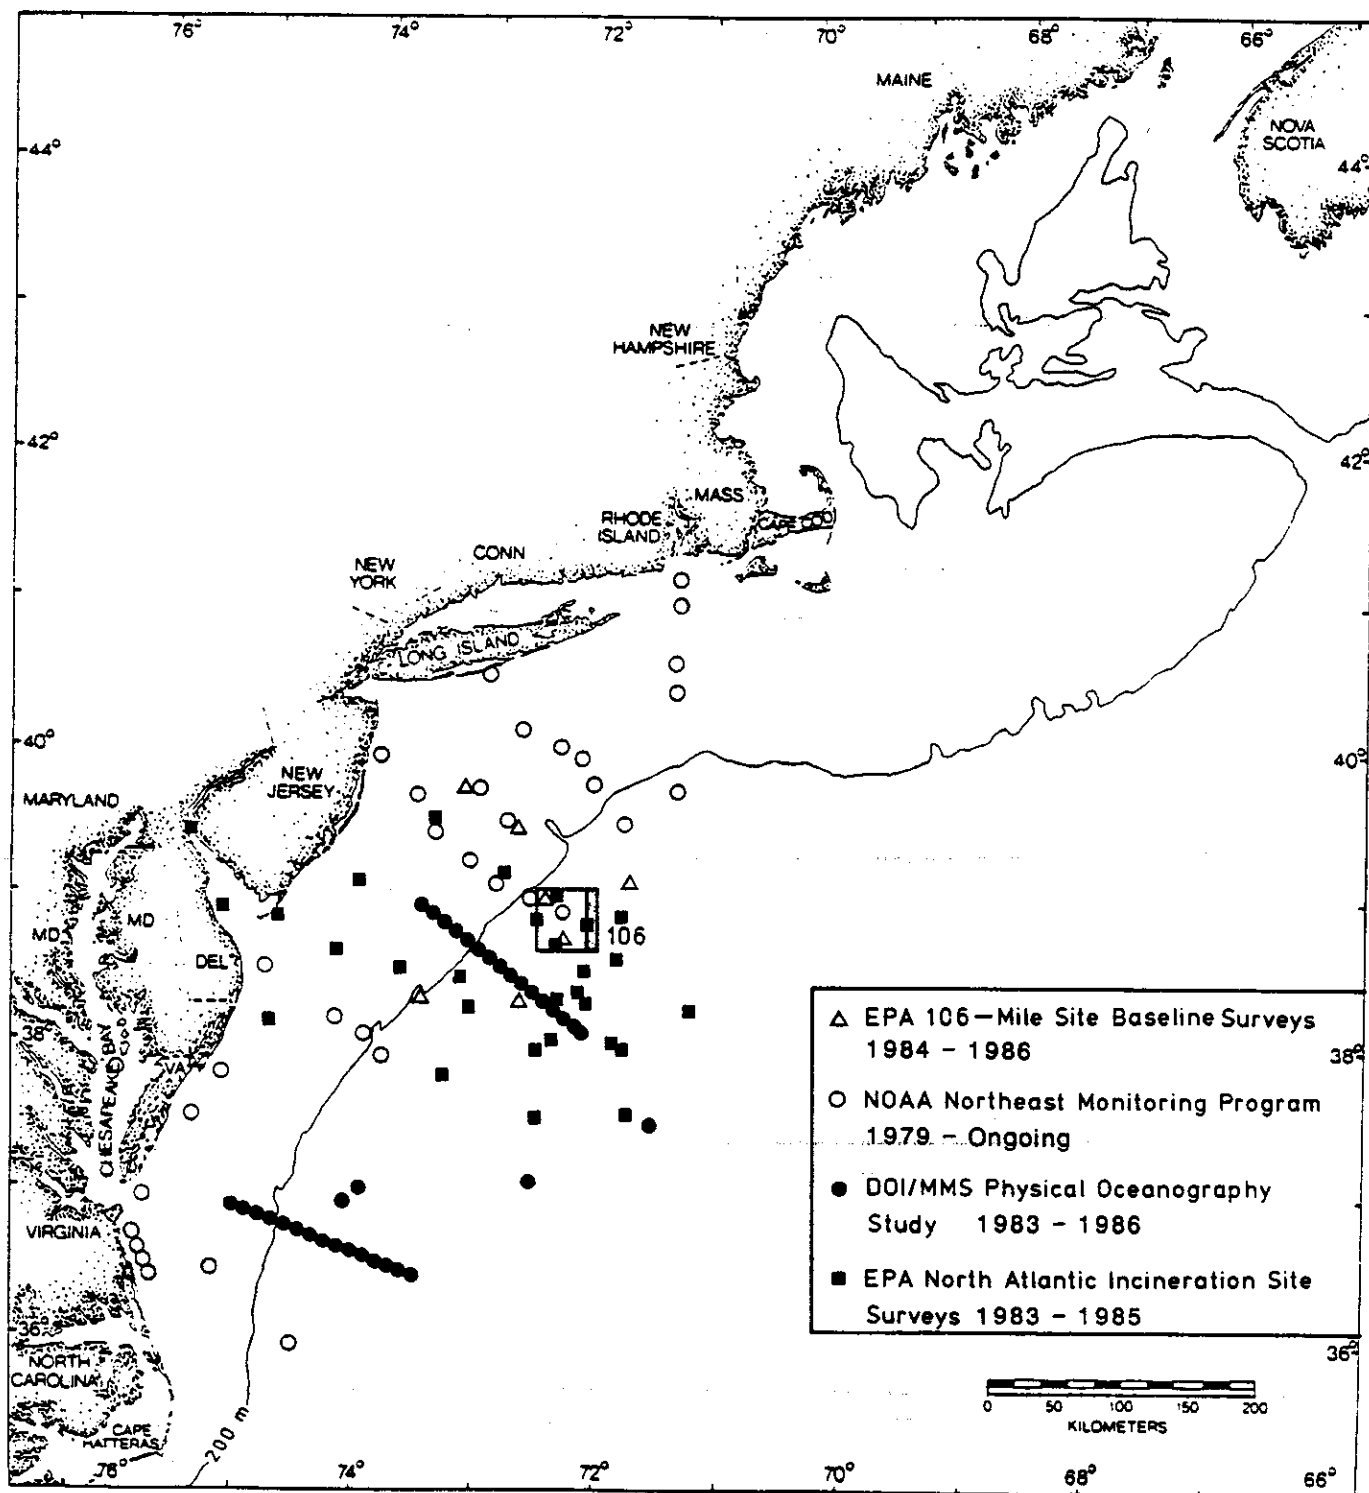 76°
74°
72°
70°
68°
66°
MAINE
NOVA
SCOTIA
44°
44°
NEW
HAMPSHIRE
42°
42°
MASS
RHODE
ISLAND
CAPE COD
CONN
NEW
YORK
LONG ISLAND
40°
40°
NEW
JERSEY
MARYLAND
MD
MD
DEL
106
38°
38°
CHESAPEAKE BAY
VA
VIRGINIA
△ EPA 106-Mile Site Baseline Surveys
1984 - 1986
○ NOAA Northeast Monitoring Program
1979 - Ongoing
● DOI/MMS Physical Oceanography
Study 1983 - 1986
■ EPA North Atlantic Incineration Site
Surveys 1983 - 1985
36°
36°
NORTH
CAROLINA
CAPE
HATTERAS
200 m
0 50 100 150 200
KILOMETERS
76°
74°
72°
70°
68°
66°